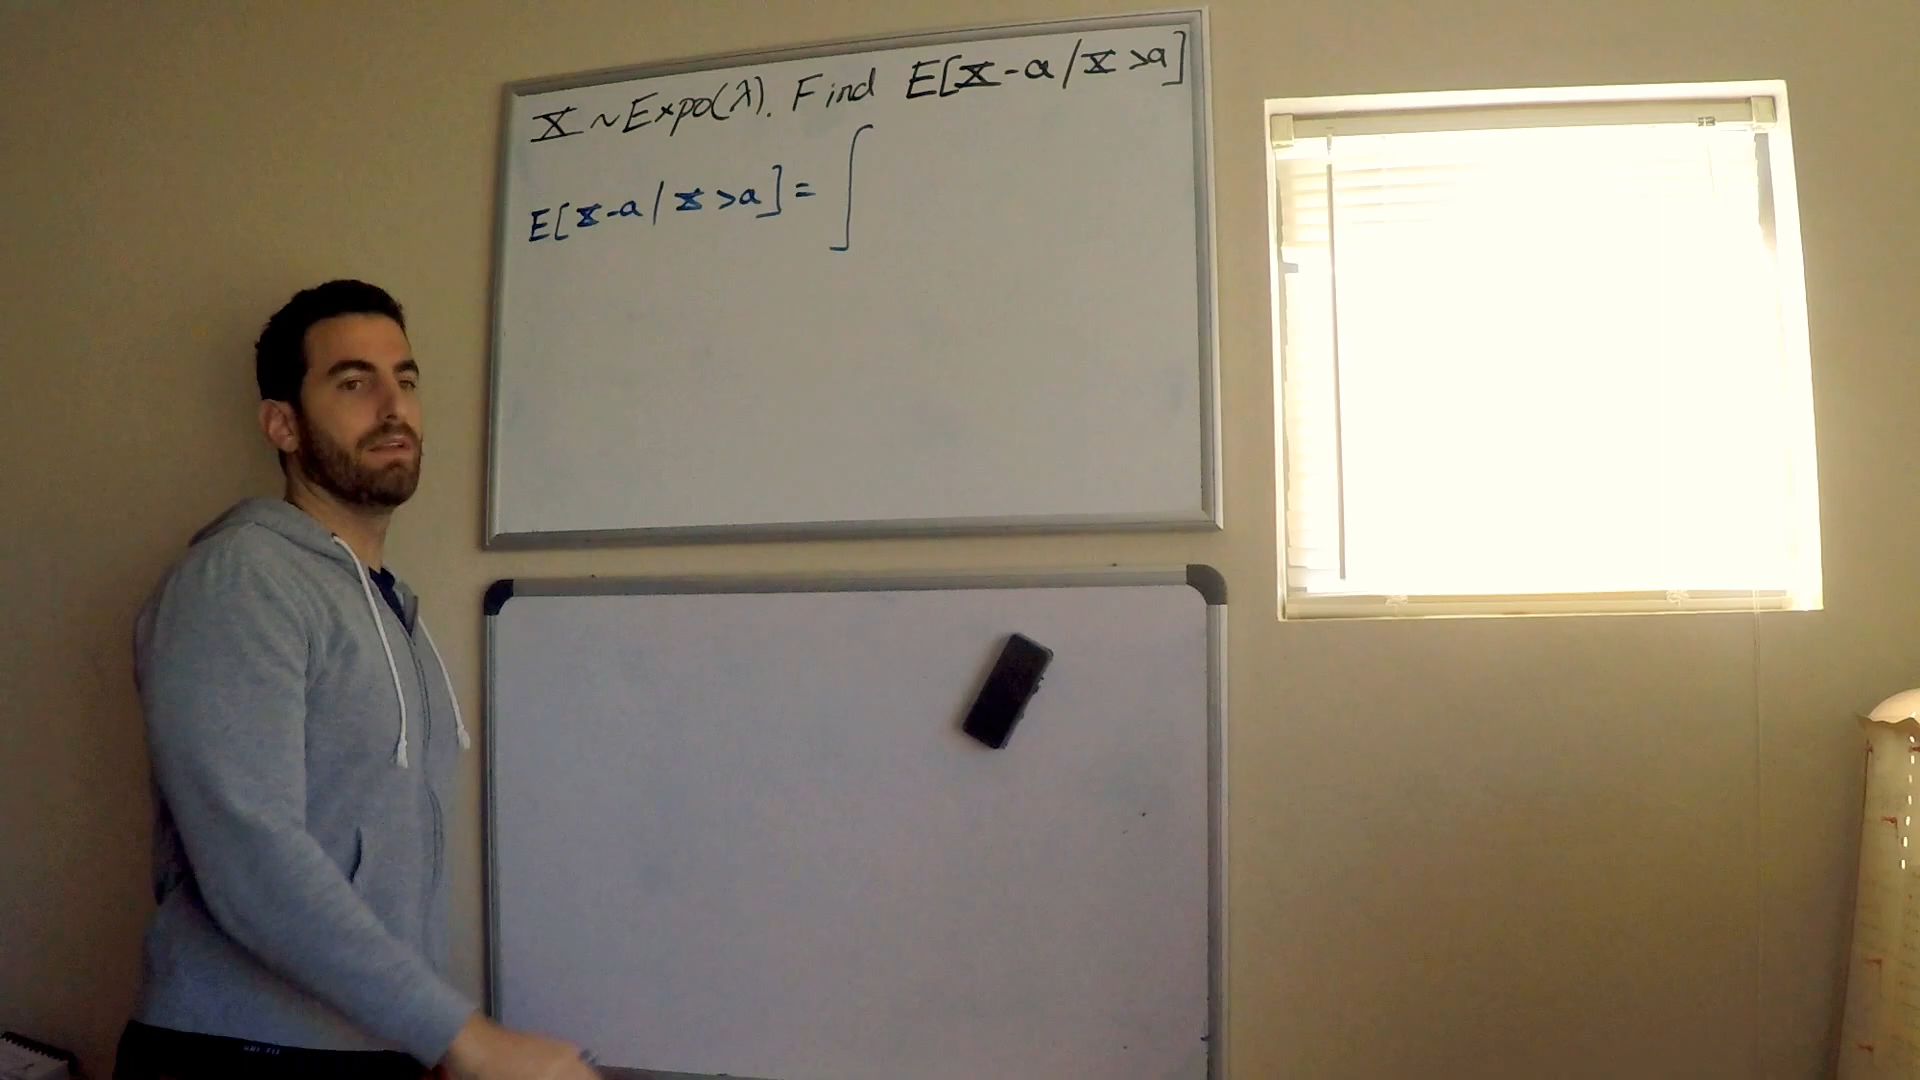 X ~ Expo(λ). Find E[X-a/X>a]
E[X-a/X>a] = ∫